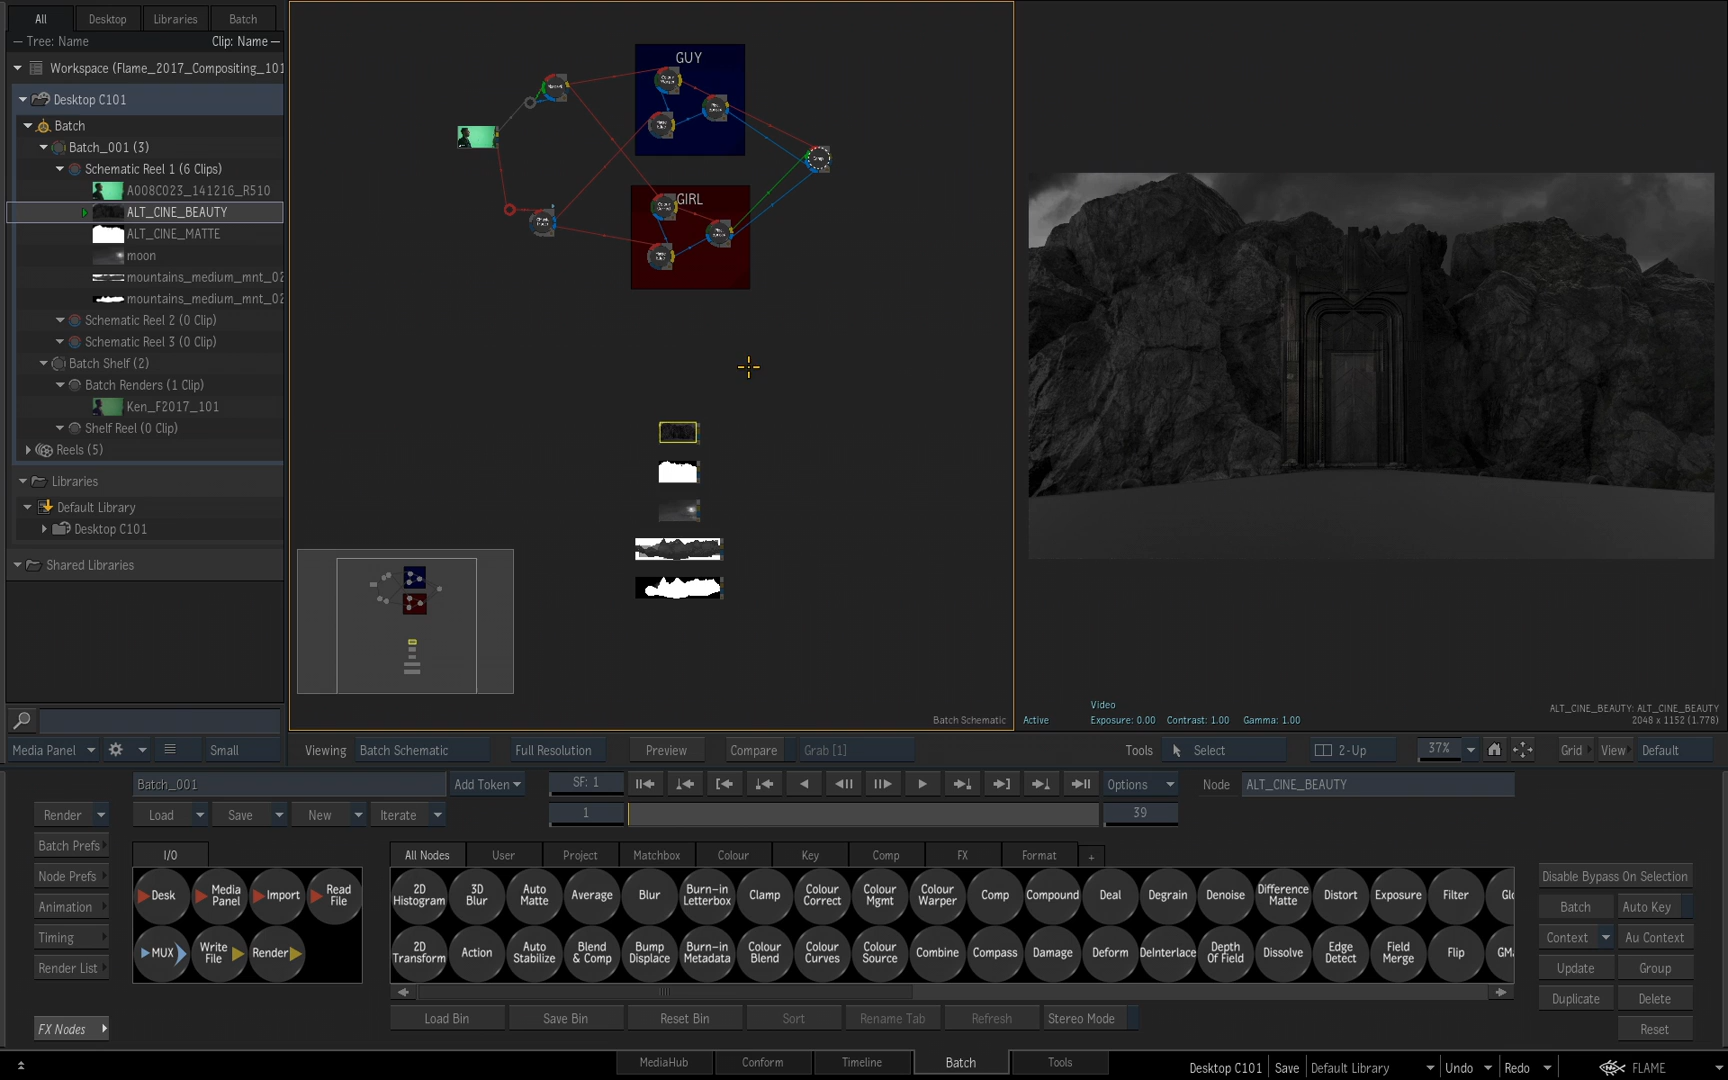 All
Desktop
Libraries
Batch
Tree: Name
Clip: Name
Workspace (Flame_2017_Compositing_101
Desktop C101
Batch
Batch_001 (3)
Schematic Reel 1 (6 Clips)
A008C023_141216_R510
ALT_CINE_BEAUTY
ALT_CINE_MATTE
moon
mountains_medium_mnt_02
mountains_medium_mnt_02
Schematic Reel 2 (0 Clip)
Schematic Reel 3 (0 Clip)
Batch Shelf (2)
Batch Renders (1 Clip)
Ken_F2017_101
Shelf Reel (0 Clip)
Reels (5)
Libraries
Default Library
Desktop C101
Shared Libraries
GUY
GIRL
Batch Schematic
Active
Video
Exposure: 0.00 Contrast: 1.00 Gamma: 1.00
ALT_CINE_BEAUTY: ALT_CINE_BEAUTY
2048 x 1152 (1.778)
Media Panel
Small
Viewing
Batch Schematic
Full Resolution
Preview
Compare
Grab [1]
Tools
Select
2-Up
37%
Grid
View
Default
Batch_001
Add Token
SF: 1
Options
Node
ALT_CINE_BEAUTY
Render
Load
Save
New
Iterate
1
39
Batch Prefs
Node Prefs
Animation
Timing
Render List
FX Nodes
I/O
Desk
Media Panel
Import
Read File
MUX
Write File
Render
All Nodes
User
Project
Matchbox
Colour
Key
Comp
FX
Format
+
2D Histogram
3D Blur
Auto Matte
Average
Blur
Burn-in Letterbox
Clamp
Colour Correct
Colour Mgmt
Colour Warper
Comp
Compound
Deal
Degrain
Denoise
Difference Matte
Distort
Exposure
Filter
2D Transform
Action
Auto Stabilize
Blend & Comp
Bump Displace
Burn-in Metadata
Colour Blend
Colour Curves
Colour Source
Combine
Compass
Damage
Deform
DeInterlace
Depth Of Field
Dissolve
Edge Detect
Field Merge
Flip
Load Bin
Save Bin
Reset Bin
Sort
Rename Tab
Refresh
Stereo Mode
Disable Bypass On Selection
Batch
Auto Key
Context
Au Context
Update
Group
Duplicate
Delete
Reset
MediaHub
Conform
Timeline
Batch
Tools
Desktop C101
Save
Default Library
Undo
Redo
FLAME